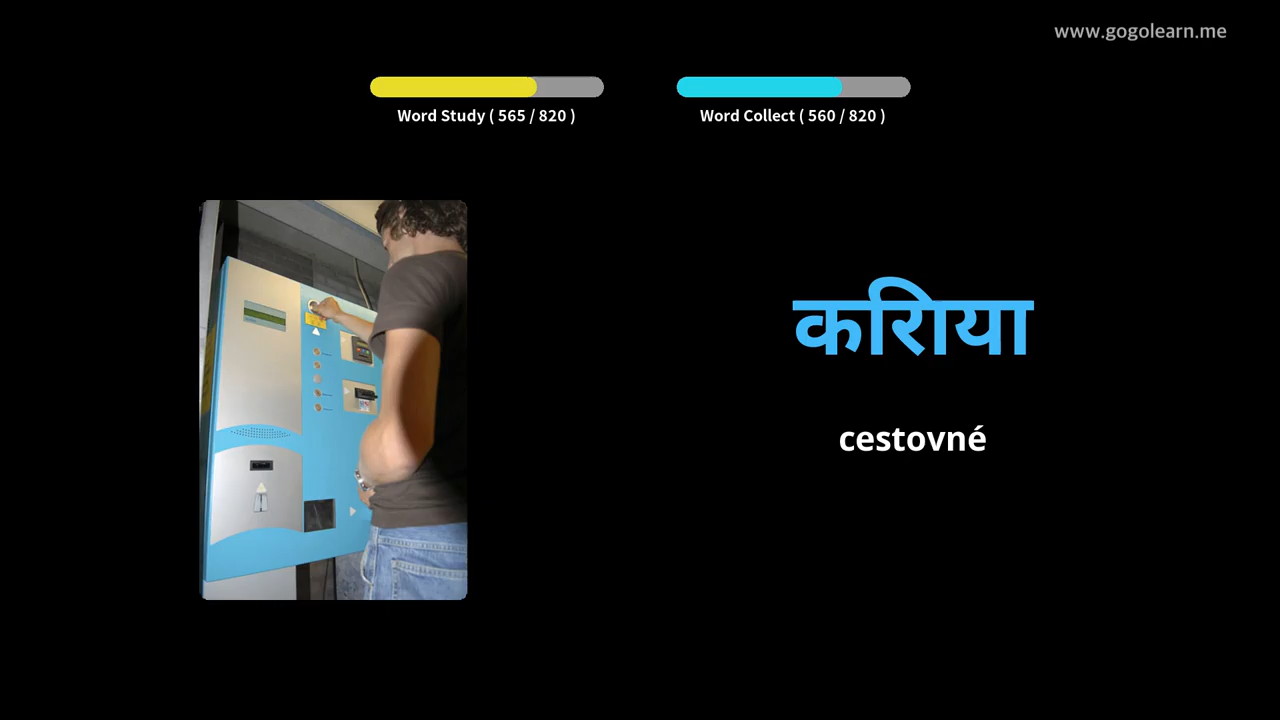 www.gogolearn.me
Word Study ( 565 / 820 )
Word Collect ( 560 / 820 )
करिाया
cestovné